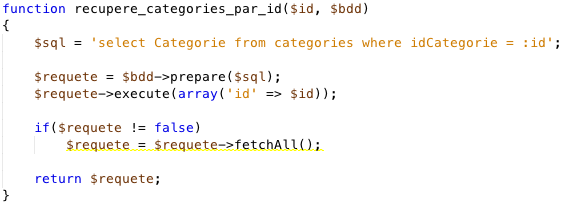 function recupere_categories_par_id($id, $bdd)
{
    $sql = 'select Categorie from categories where idCategorie = :id';

    $requete = $bdd->prepare($sql);
    $requete->execute(array('id' => $id));

    if($requete != false)
        $requete = $requete->fetchAll();

    return $requete;
}